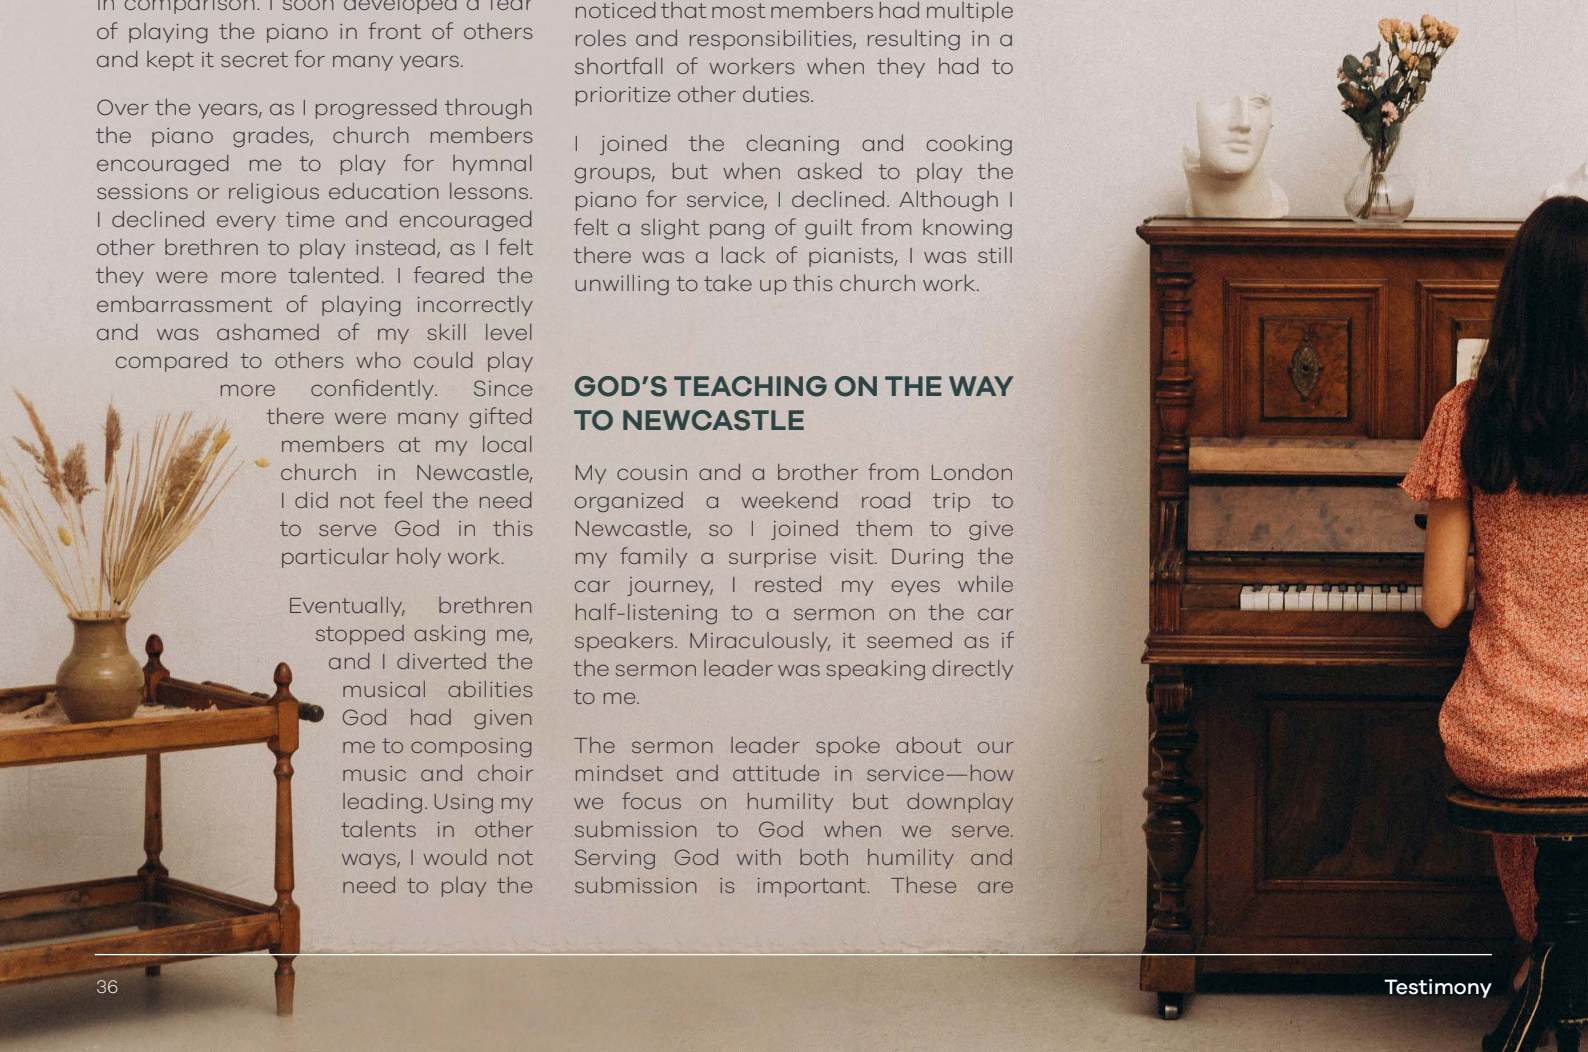 in comparison. I soon developed a fear
of playing the piano in front of others
and kept it secret for many years.
Over the years, as I progressed through
the piano grades, church members
encouraged me to play for hymnal
sessions or religious education lessons.
I declined every time and encouraged
other brethren to play instead, as I felt
they were more talented. I feared the
embarrassment of playing incorrectly
and was ashamed of my skill level
compared to others who could play
more confidently. Since
there were many gifted
members at my local
church in Newcastle,
I did not feel the need
to serve God in this
particular holy work.
Eventually, brethren
stopped asking me,
and I diverted the
musical abilities
God had given
me to composing
music and choir
leading. Using my
talents in other
ways, I would not
need to play the
noticed that most members had multiple
roles and responsibilities, resulting in a
shortfall of workers when they had to
prioritize other duties.
I joined the cleaning and cooking
groups, but when asked to play the
piano for service, I declined. Although I
felt a slight pang of guilt from knowing
there was a lack of pianists, I was still
unwilling to take up this church work.
GOD’S TEACHING ON THE WAY
TO NEWCASTLE
My cousin and a brother from London
organized a weekend road trip to
Newcastle, so I joined them to give
my family a surprise visit. During the
car journey, I rested my eyes while
half-listening to a sermon on the car
speakers. Miraculously, it seemed as if
the sermon leader was speaking directly
to me.
The sermon leader spoke about our
mindset and attitude in service—how
we focus on humility but downplay
submission to God when we serve.
Serving God with both humility and
submission is important. These are
36
Testimony